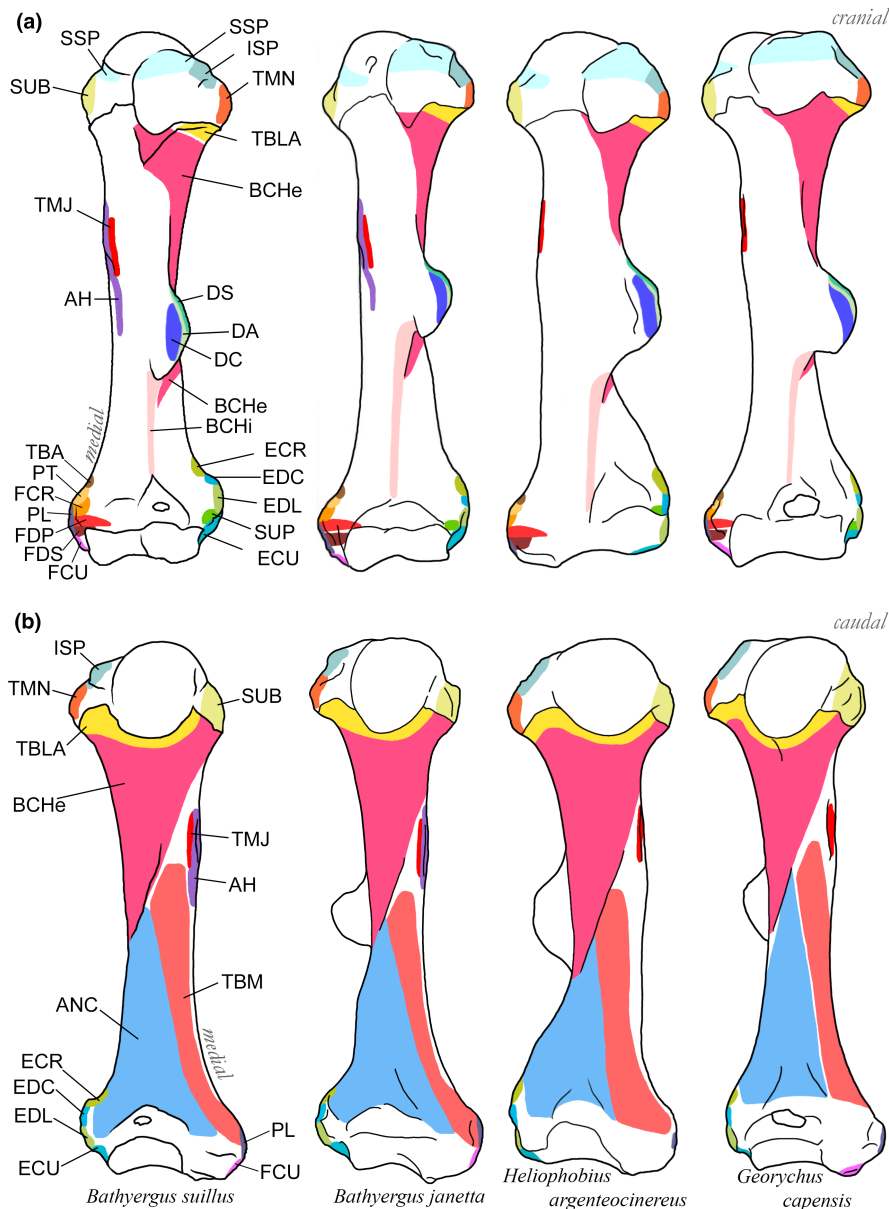 (a)
cranial
SSP
SSP
ISP
SUB
TMN
TBLA
BCHe
TMJ
AH
DS
DA
DC
BCHe
BCHi
medial
TBA
PT
FCR
PL
FDP
FDS
FCU
ECR
EDC
EDL
SUP
ECU
(b)
caudal
ISP
TMN
SUB
TBLA
BCHe
TMJ
AH
TBM
ANC
medial
ECR
EDC
EDL
ECU
PL
FCU
Bathyergus suillus
Bathyergus janetta
Heliophobius
argenteocinereus
Georychus
capensis